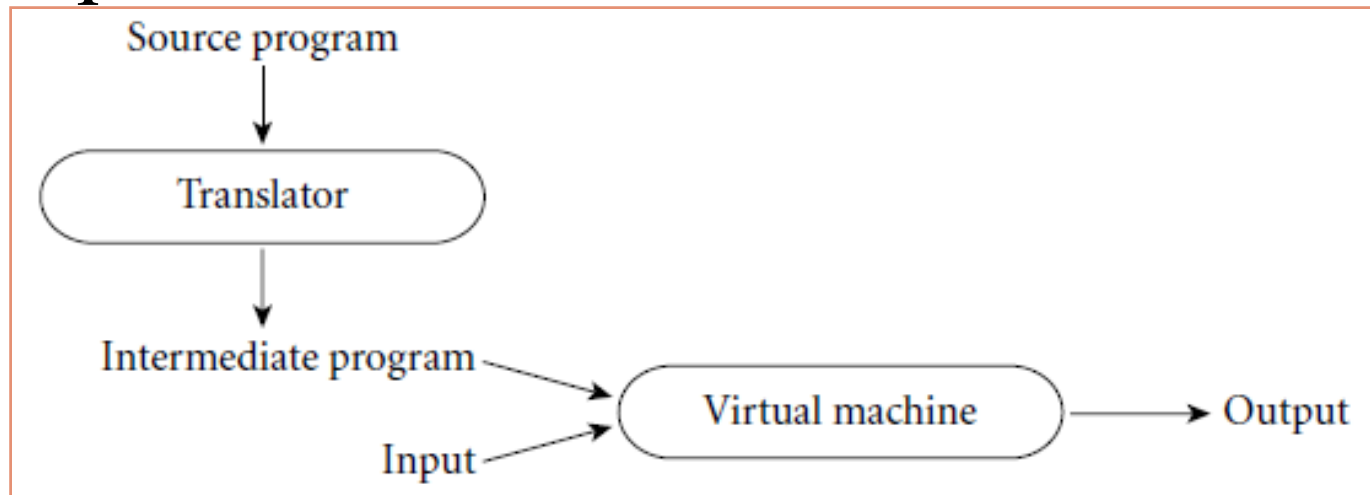 Source program
Translator
Intermediate program
Virtual machine
Output
Input